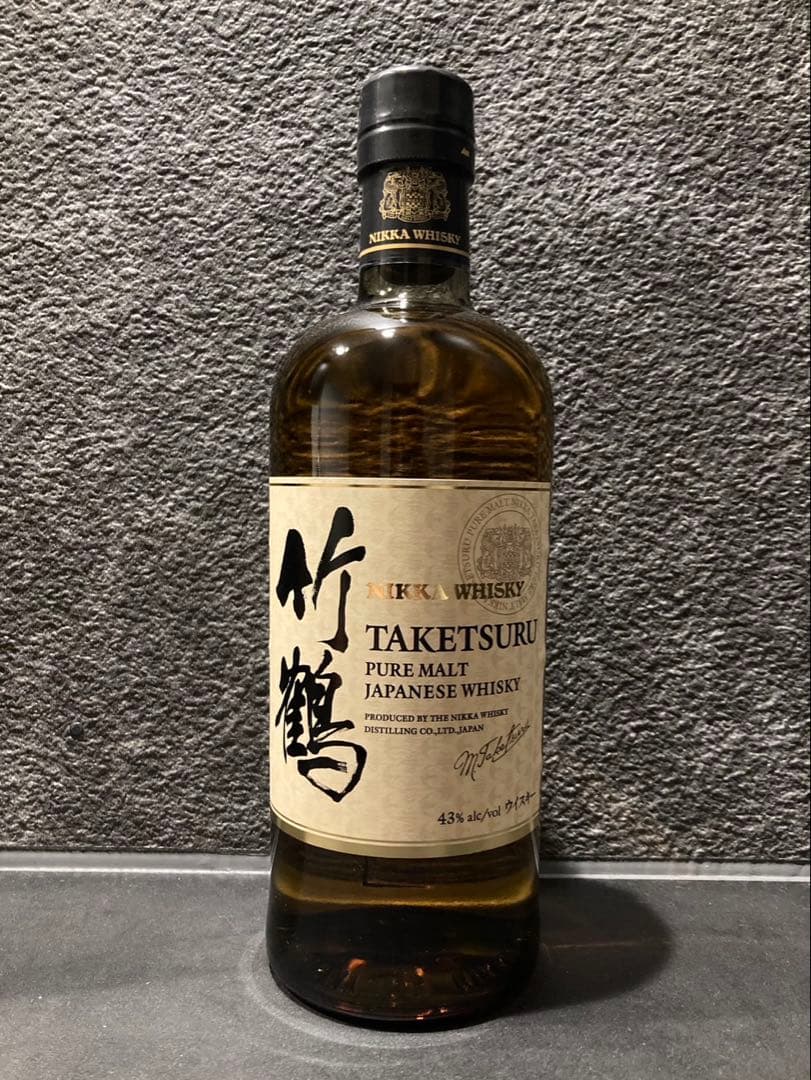 NIKKA WHISKY
竹鶴
NIKKA WHISKY
TAKETSURU
PURE MALT
JAPANESE WHISKY
PRODUCED BY THE NIKKA WHISKY
DISTILLING CO.,LTD.,JAPAN
M.Taketsuru
43% alc/vol ウイスキー